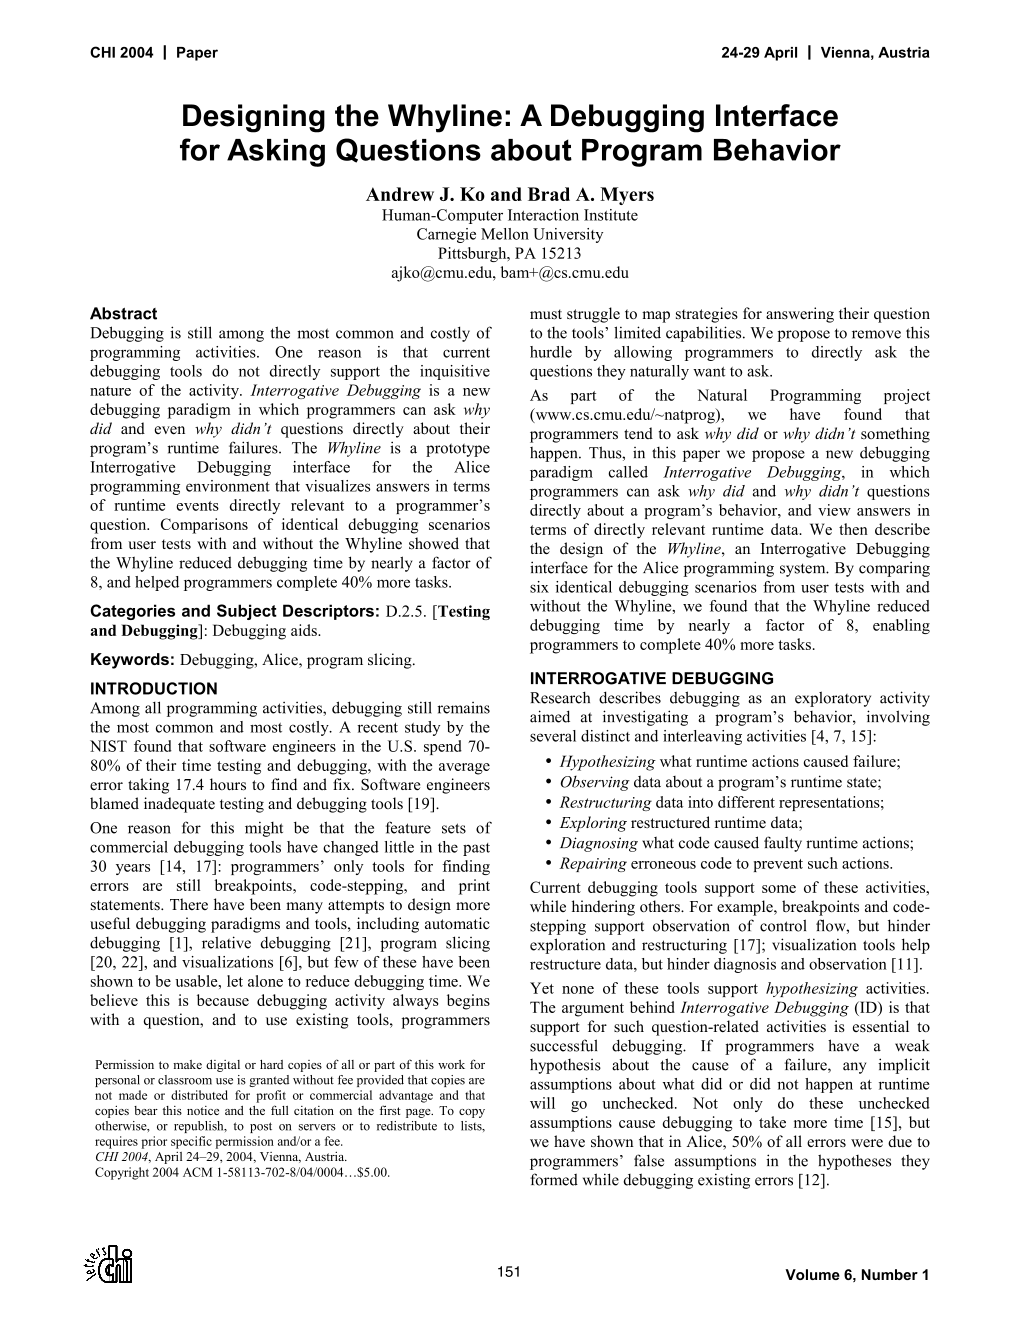 CHI 2004 | Paper
24-29 April | Vienna, Austria
Designing the Whyline: A Debugging Interface
for Asking Questions about Program Behavior
Andrew J. Ko and Brad A. Myers
Human-Computer Interaction Institute
Carnegie Mellon University
Pittsburgh, PA 15213
ajko@cmu.edu, bam+@cs.cmu.edu
Abstract
Debugging is still among the most common and costly of
programming activities. One reason is that current
debugging tools do not directly support the inquisitive
nature of the activity. Interrogative Debugging is a new
debugging paradigm in which programmers can ask why
did and even why didn't questions directly about their
program's runtime failures. The Whyline is a prototype
Interrogative Debugging interface for the Alice
programming environment that visualizes answers in terms
of runtime events directly relevant to a programmer's
question. Comparisons of identical debugging scenarios
from user tests with and without the Whyline showed that
the Whyline reduced debugging time by nearly a factor of
8, and helped programmers complete 40% more tasks.
Categories and Subject Descriptors: D.2.5. [Testing
and Debugging]: Debugging aids.
Keywords: Debugging, Alice, program slicing.
INTRODUCTION
Among all programming activities, debugging still remains
the most common and most costly. A recent study by the
NIST found that software engineers in the U.S. spend 70-
80% of their time testing and debugging, with the average
error taking 17.4 hours to find and fix. Software engineers
blamed inadequate testing and debugging tools [19].
One reason for this might be that the feature sets of
commercial debugging tools have changed little in the past
30 years [14, 17]: programmers' only tools for finding
errors are still breakpoints, code-stepping, and print
statements. There have been many attempts to design more
useful debugging paradigms and tools, including automatic
debugging [1], relative debugging [21], program slicing
[20, 22], and visualizations [6], but few of these have been
shown to be usable, let alone to reduce debugging time. We
believe this is because debugging activity always begins
with a question, and to use existing tools, programmers
Permission to make digital or hard copies of all or part of this work for
personal or classroom use is granted without fee provided that copies are
not made or distributed for profit or commercial advantage and that
copies bear this notice and the full citation on the first page. To copy
otherwise, or republish, to post on servers or to redistribute to lists,
requires prior specific permission and/or a fee.
CHI 2004, April 24–29, 2004, Vienna, Austria.
Copyright 2004 ACM 1-58113-702-8/04/0004…$5.00.
must struggle to map strategies for answering their question
to the tools' limited capabilities. We propose to remove this
hurdle by allowing programmers to directly ask the
questions they naturally want to ask.
As part of the Natural Programming project
(www.cs.cmu.edu/~natprog), we have found that
programmers tend to ask why did or why didn't something
happen. Thus, in this paper we propose a new debugging
paradigm called Interrogative Debugging, in which
programmers can ask why did and why didn't questions
directly about a program's behavior, and view answers in
terms of directly relevant runtime data. We then describe
the design of the Whyline, an Interrogative Debugging
interface for the Alice programming system. By comparing
six identical debugging scenarios from user tests with and
without the Whyline, we found that the Whyline reduced
debugging time by nearly a factor of 8, enabling
programmers to complete 40% more tasks.
INTERROGATIVE DEBUGGING
Research describes debugging as an exploratory activity
aimed at investigating a program's behavior, involving
several distinct and interleaving activities [4, 7, 15]:
• Hypothesizing what runtime actions caused failure;
• Observing data about a program's runtime state;
• Restructuring data into different representations;
• Exploring restructured runtime data;
• Diagnosing what code caused faulty runtime actions;
• Repairing erroneous code to prevent such actions.
Current debugging tools support some of these activities,
while hindering others. For example, breakpoints and code-
stepping support observation of control flow, but hinder
exploration and restructuring [17]; visualization tools help
restructure data, but hinder diagnosis and observation [11].
Yet none of these tools support hypothesizing activities.
The argument behind Interrogative Debugging (ID) is that
support for such question-related activities is essential to
successful debugging. If programmers have a weak
hypothesis about the cause of a failure, any implicit
assumptions about what did or did not happen at runtime
will go unchecked. Not only do these unchecked
assumptions cause debugging to take more time [15], but
we have shown that in Alice, 50% of all errors were due to
programmers' false assumptions in the hypotheses they
formed while debugging existing errors [12].
letters chi
151
Volume 6, Number 1